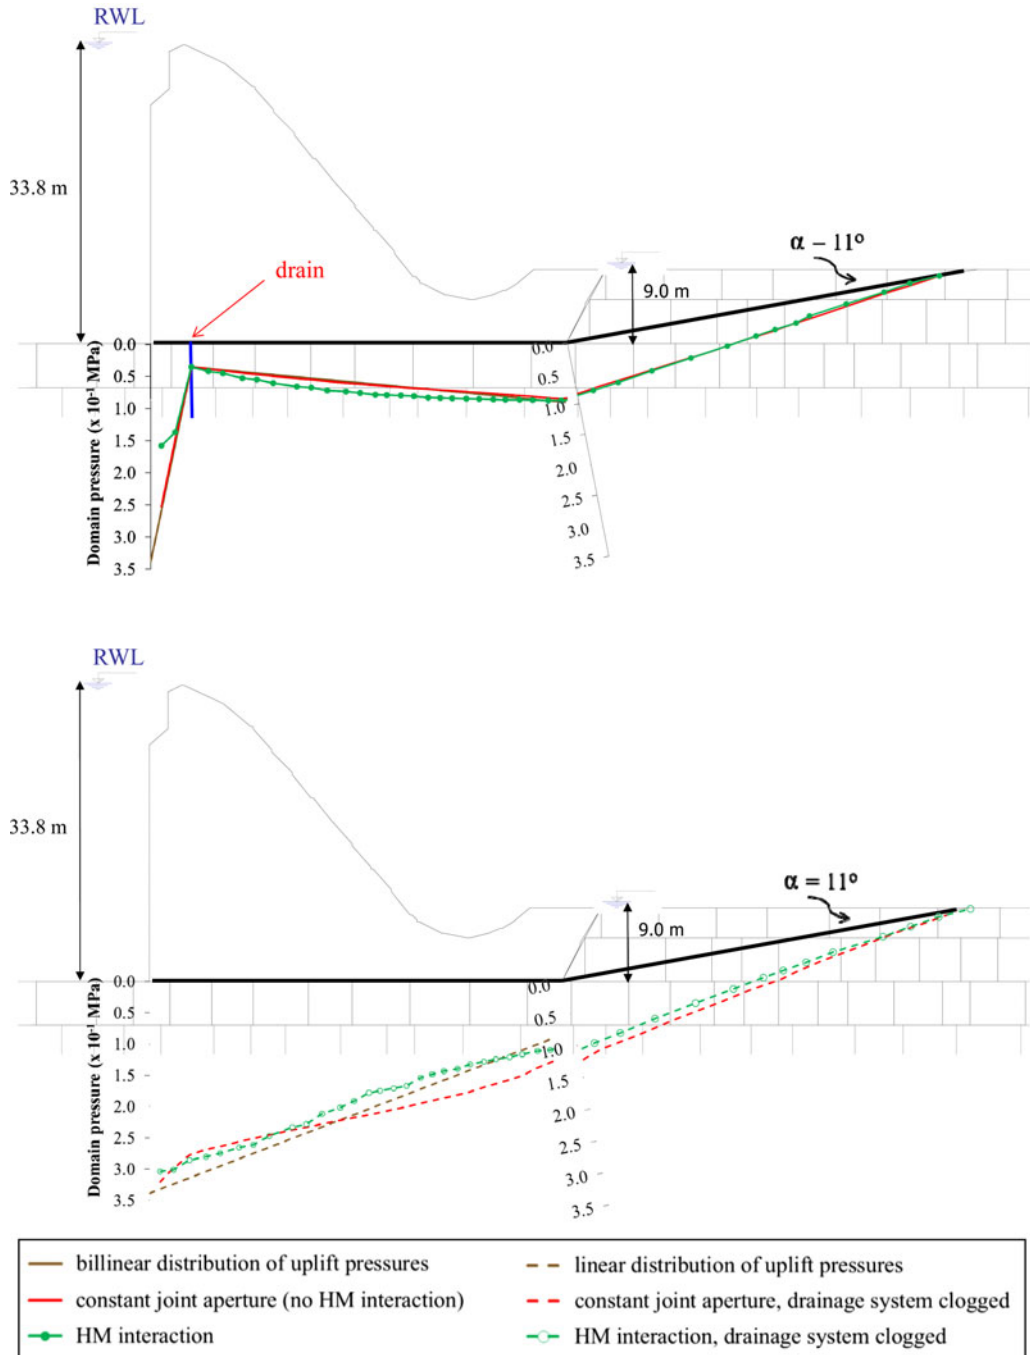 RWL
33.8 m
α – 11°
drain
9.0 m
Domain pressure (x 10⁻¹ MPa)
0.0
0.5
1.0
1.5
2.0
2.5
3.0
3.5
0.0
0.5
1.0
1.5
2.0
2.5
3.0
3.5
RWL
33.8 m
α = 11°
9.0 m
Domain pressure (x 10⁻¹ MPa)
0.0
0.5
1.0
1.5
2.0
2.5
3.0
3.5
0.0
0.5
1.0
1.5
2.0
2.5
3.0
3.5
billinear distribution of uplift pressures
constant joint aperture (no HM interaction)
HM interaction
linear distribution of uplift pressures
constant joint aperture, drainage system clogged
HM interaction, drainage system clogged